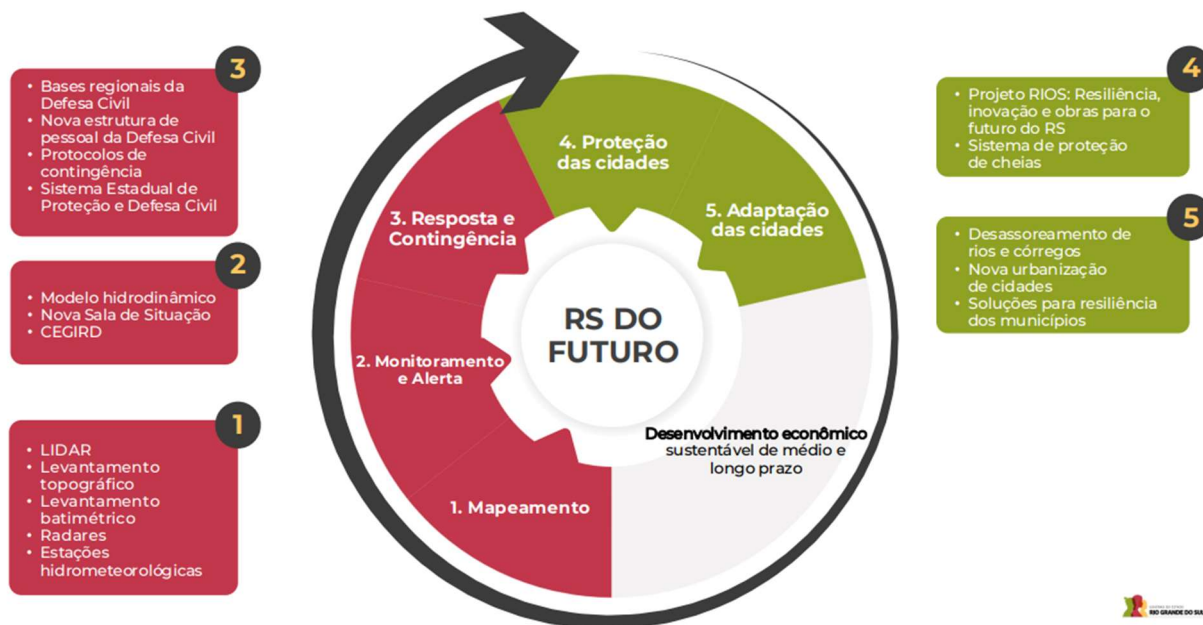 3
• Bases regionais da
Defesa Civil
• Nova estrutura de
pessoal da Defesa Civil
• Protocolos de
contingência
• Sistema Estadual de
Proteção e Defesa Civil
2
• Modelo hidrodinâmico
• Nova Sala de Situação
• CEGIRD
1
• LIDAR
• Levantamento
topográfico
• Levantamento
batimétrico
• Radares
• Estações
hidrometeorológicas
4. Proteção
das cidades
5. Adaptação
das cidades
3. Resposta e
Contingência
2. Monitoramento
e Alerta
1. Mapeamento
RS DO
FUTURO
Desenvolvimento econômico
sustentável de médio e
longo prazo
4
• Projeto RIOS: Resiliência,
inovação e obras para o
futuro do RS
• Sistema de proteção
de cheias
5
• Desassoreamento de
rios e córregos
• Nova urbanização
de cidades
• Soluções para resiliência
dos municípios
RIO GRANDE DO SUL